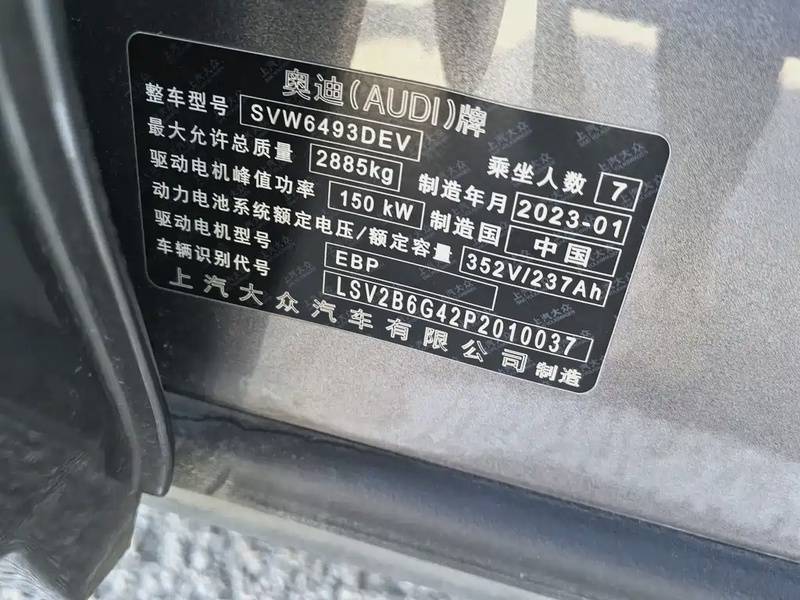 奥迪(AUDI)牌
整车型号 SVW6493DEV 乘坐人数 7
最大允许总质量 2885kg 制造年月 2023-01
驱动电机峰值功率 150 kW 制造国 中国
动力电池系统额定电压/额定容量 352V/237Ah
驱动电机型号 EBP
车辆识别代号 LSV2B6G42P2010037
上汽大众汽车有限公司 制造